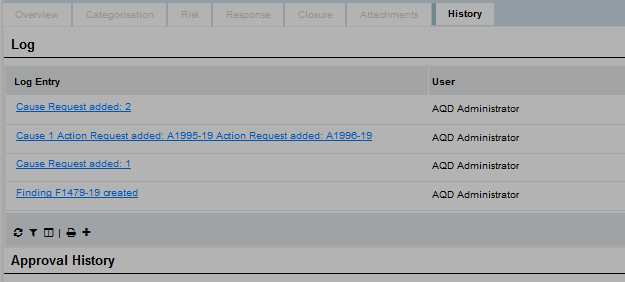 Overview Categorisation Risk Response Closure Attachments History
Log
Log Entry User
Cause Request added: 2 AQD Administrator
Cause 1 Action Request added: A1995-19 Action Request added: A1996-19 AQD Administrator
Cause Request added: 1 AQD Administrator
Finding F1479-19 created AQD Administrator
Approval History